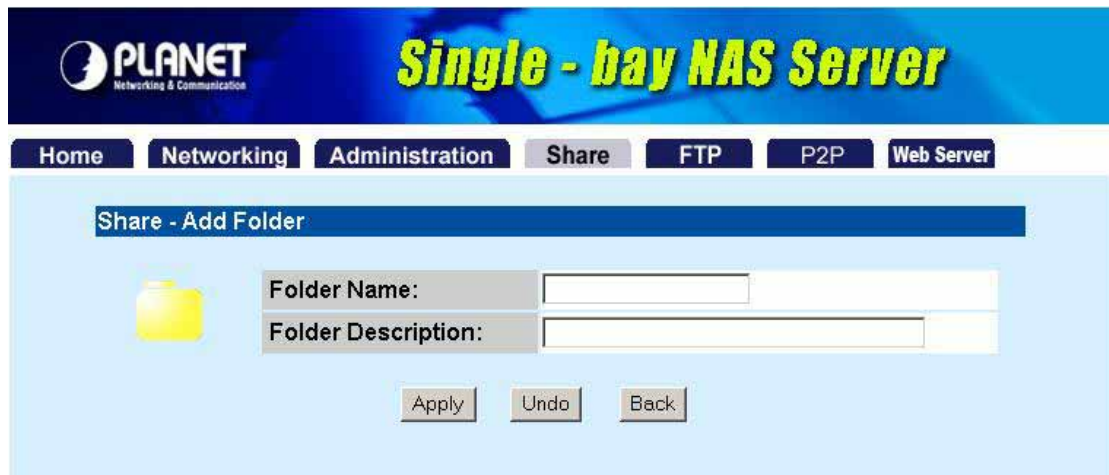 PLANET
Networking & Communication
Single - bay NAS Server
Home Networking Administration Share FTP P2P Web Server
Share - Add Folder
Folder Name:
Folder Description:
Apply Undo Back